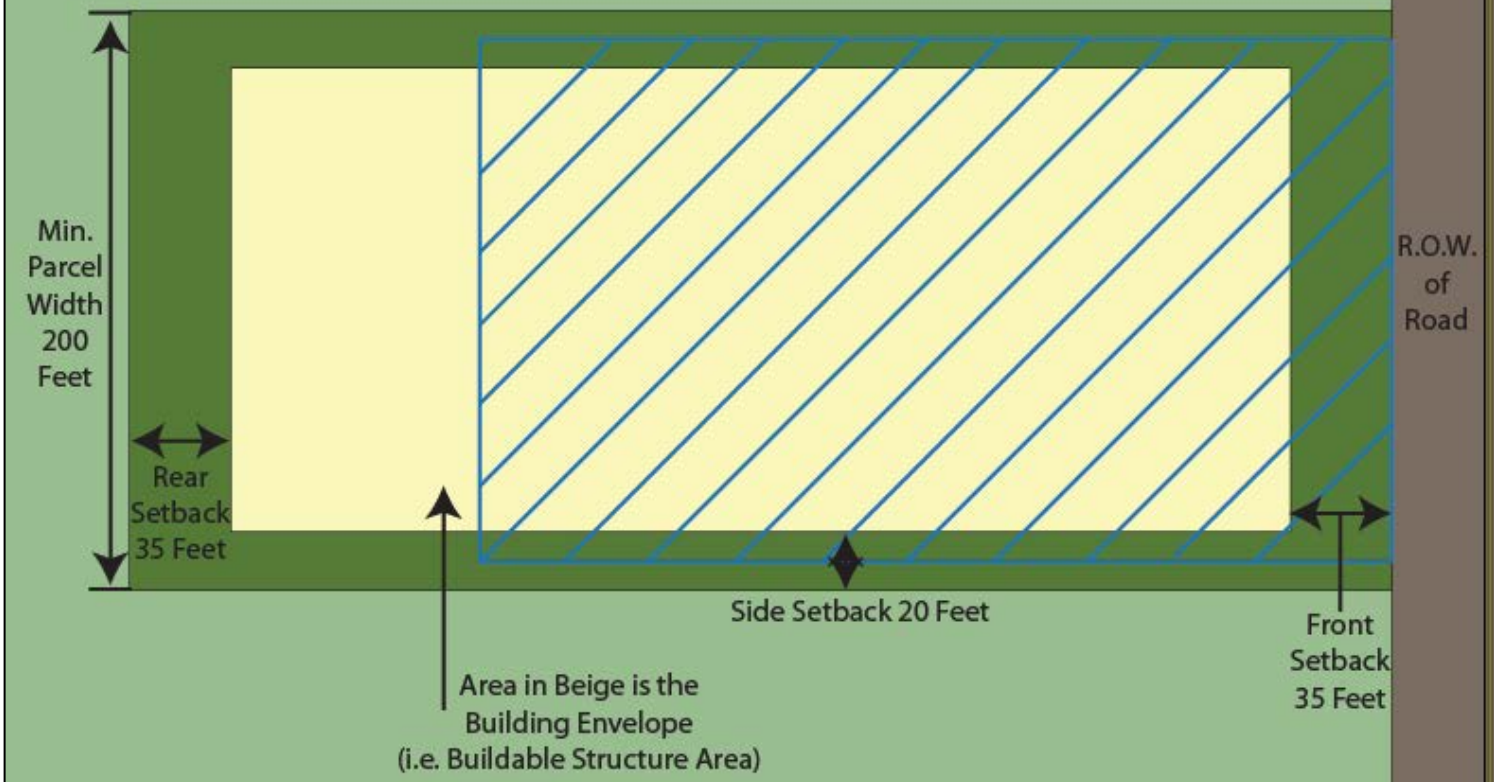 Min.
Parcel
Width
200
Feet
R.O.W.
of
Road
Rear
Setback
35 Feet
Side Setback 20 Feet
Front
Setback
35 Feet
Area in Beige is the
Building Envelope
(i.e. Buildable Structure Area)